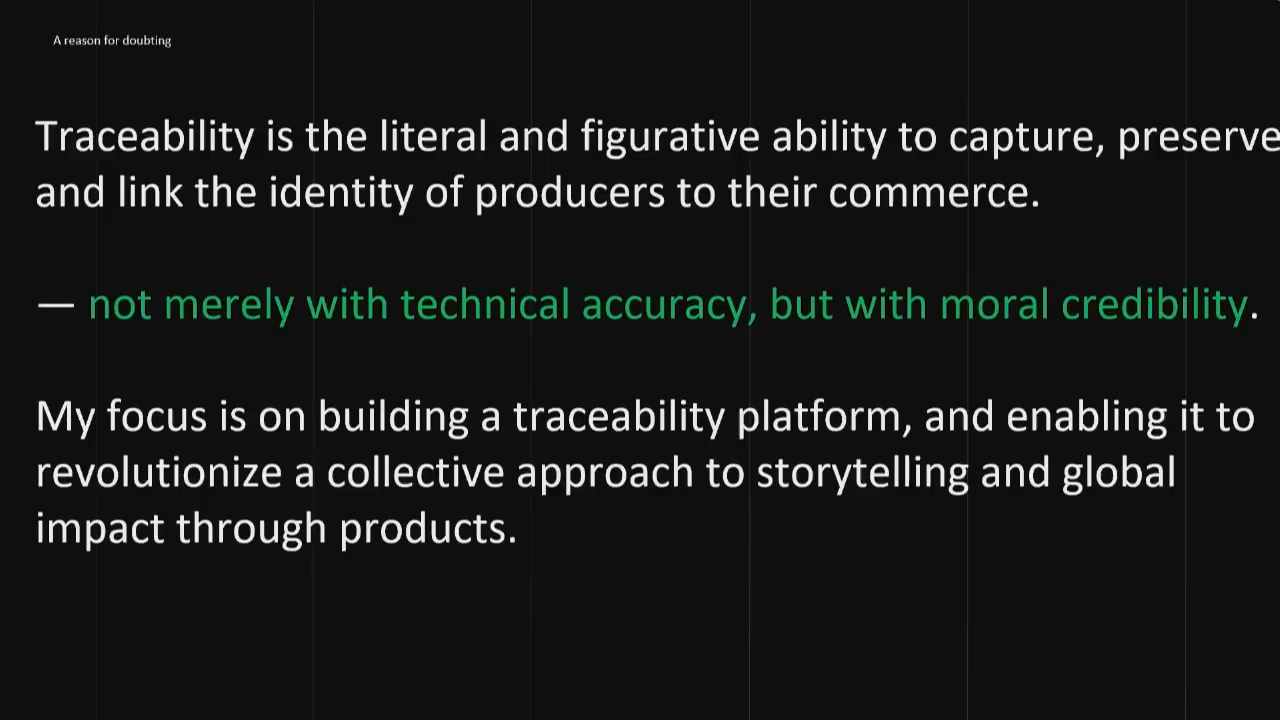 A reason for doubting
Traceability is the literal and figurative ability to capture, preserve
and link the identity of producers to their commerce.
— not merely with technical accuracy, but with moral credibility.
My focus is on building a traceability platform, and enabling it to
revolutionize a collective approach to storytelling and global
impact through products.